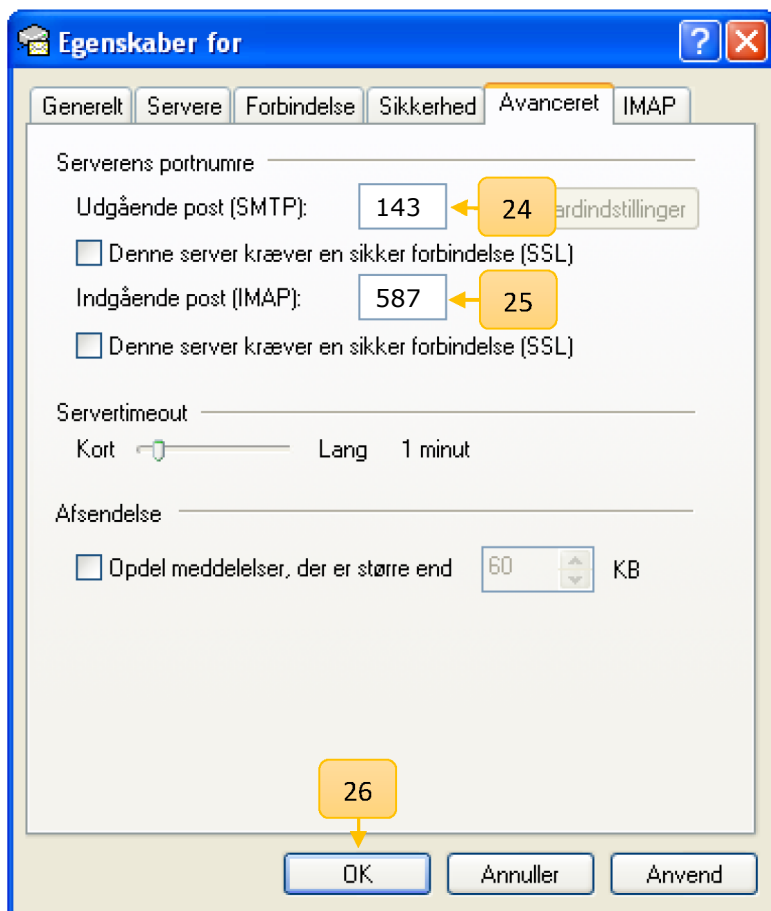 Egenskaber for
Generelt Servere Forbindelse Sikkerhed Avanceret IMAP
Serverens portnumre
Udgående post (SMTP): 143 24 ardindstillinger
Denne server kræver en sikker forbindelse (SSL)
Indgående post (IMAP): 587 25
Denne server kræver en sikker forbindelse (SSL)
Servertimeout
Kort Lang 1 minut
Afsendelse
Opdel meddelelser, der er større end 60 KB
26
OK Annuller Anvend